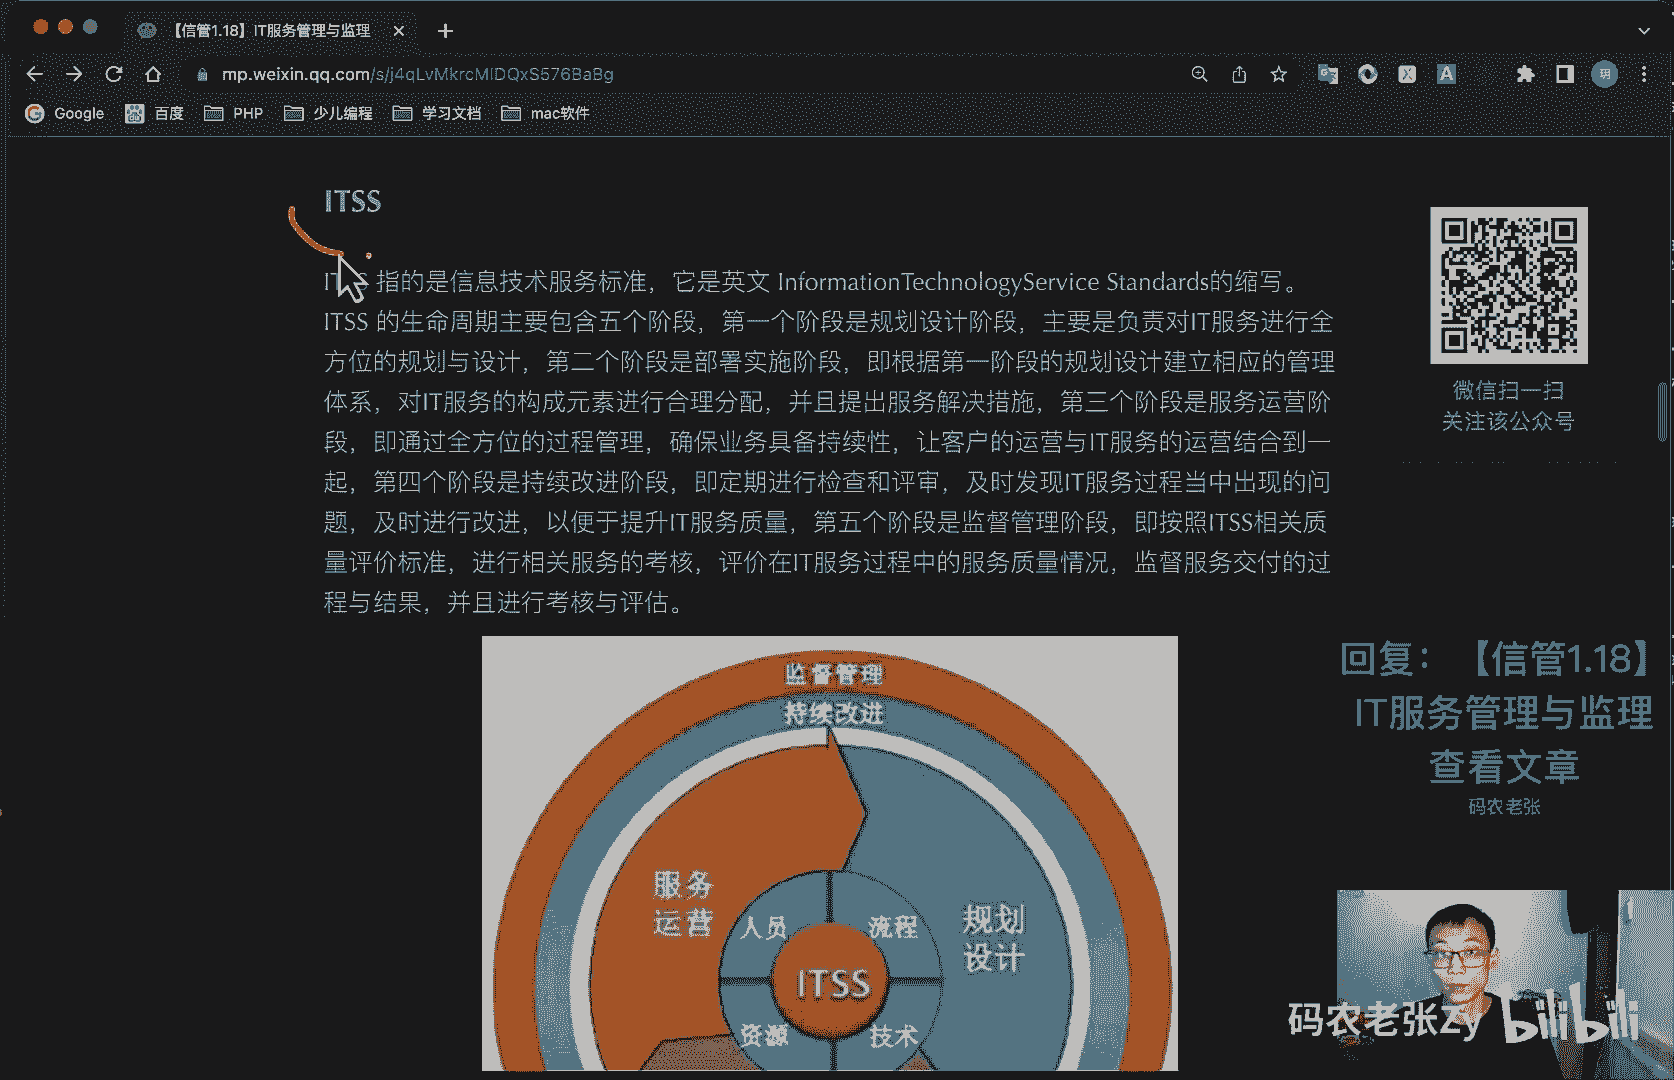 【信管1.18】IT服务管理与监理
mp.weixin.qq.com/s/j4qLvMkrcMIDQxS576BaBg
Google 百度 PHP 少儿编程 学习文档 mac软件
ITSS
指的是信息技术服务标准，它是英文 InformationTechnologyService Standards的缩写。
ITSS 的生命周期主要包含五个阶段，第一个阶段是规划设计阶段，主要是负责对IT服务进行全
方位的规划与设计，第二个阶段是部署实施阶段，即根据第一阶段的规划设计建立相应的管理
体系，对IT服务的构成元素进行合理分配，并且提出服务解决措施，第三个阶段是服务运营阶
段，即通过全方位的过程管理，确保业务具备持续性，让客户的运营与IT服务的运营结合到一
起，第四个阶段是持续改进阶段，即定期进行检查和评审，及时发现IT服务过程当中出现的问
题，及时进行改进，以便于提升IT服务质量，第五个阶段是监督管理阶段，即按照ITSS相关质
量评价标准，进行相关服务的考核，评价在IT服务过程中的服务质量情况，监督服务交付的过
程与结果，并且进行考核与评估。
微信扫一扫
关注该公众号
监督管理
持续改进
服务
运营
规划
设计
人员
流程
ITSS
资源
技术
回复：【信管1.18】
IT服务管理与监理
查看文章
码农老张
码农老张Zy
bilibili
玥